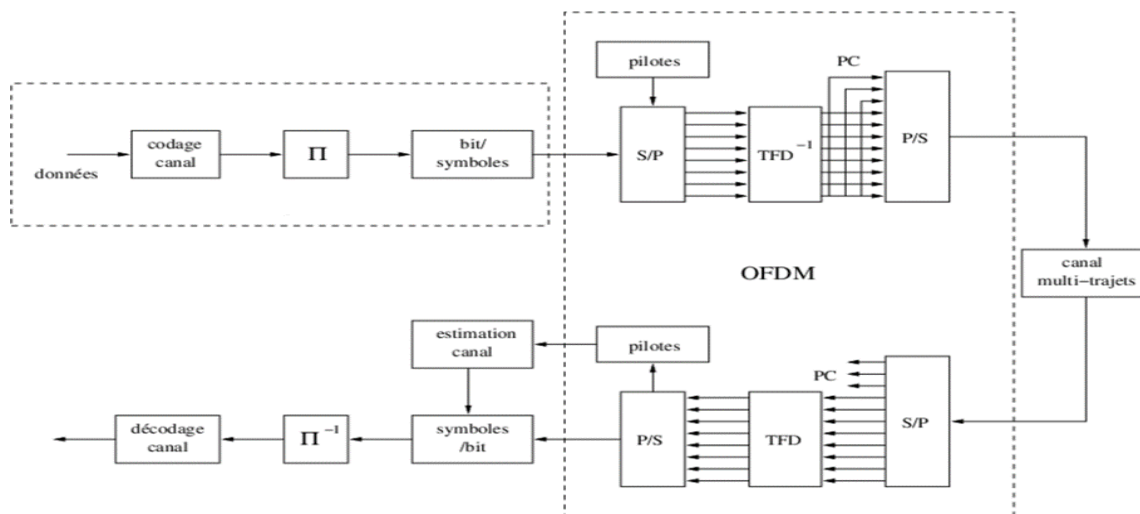 pilotes
PC
codage
canal
Π
bit/
symboles
S/P
TFD⁻¹
P/S
données
OFDM
canal
multi-trajets
estimation
canal
pilotes
PC
décodage
canal
Π⁻¹
symboles
/bit
P/S
TFD
S/P